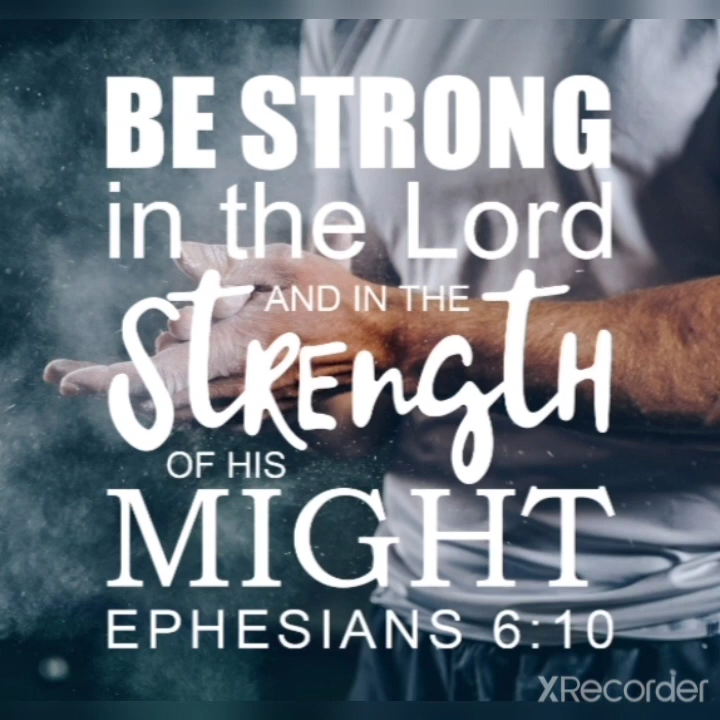 BE STRONG
in the Lord
AND IN THE
StREngtH
OF HIS
MIGHT
EPHESIANS 6:10
XRecorder